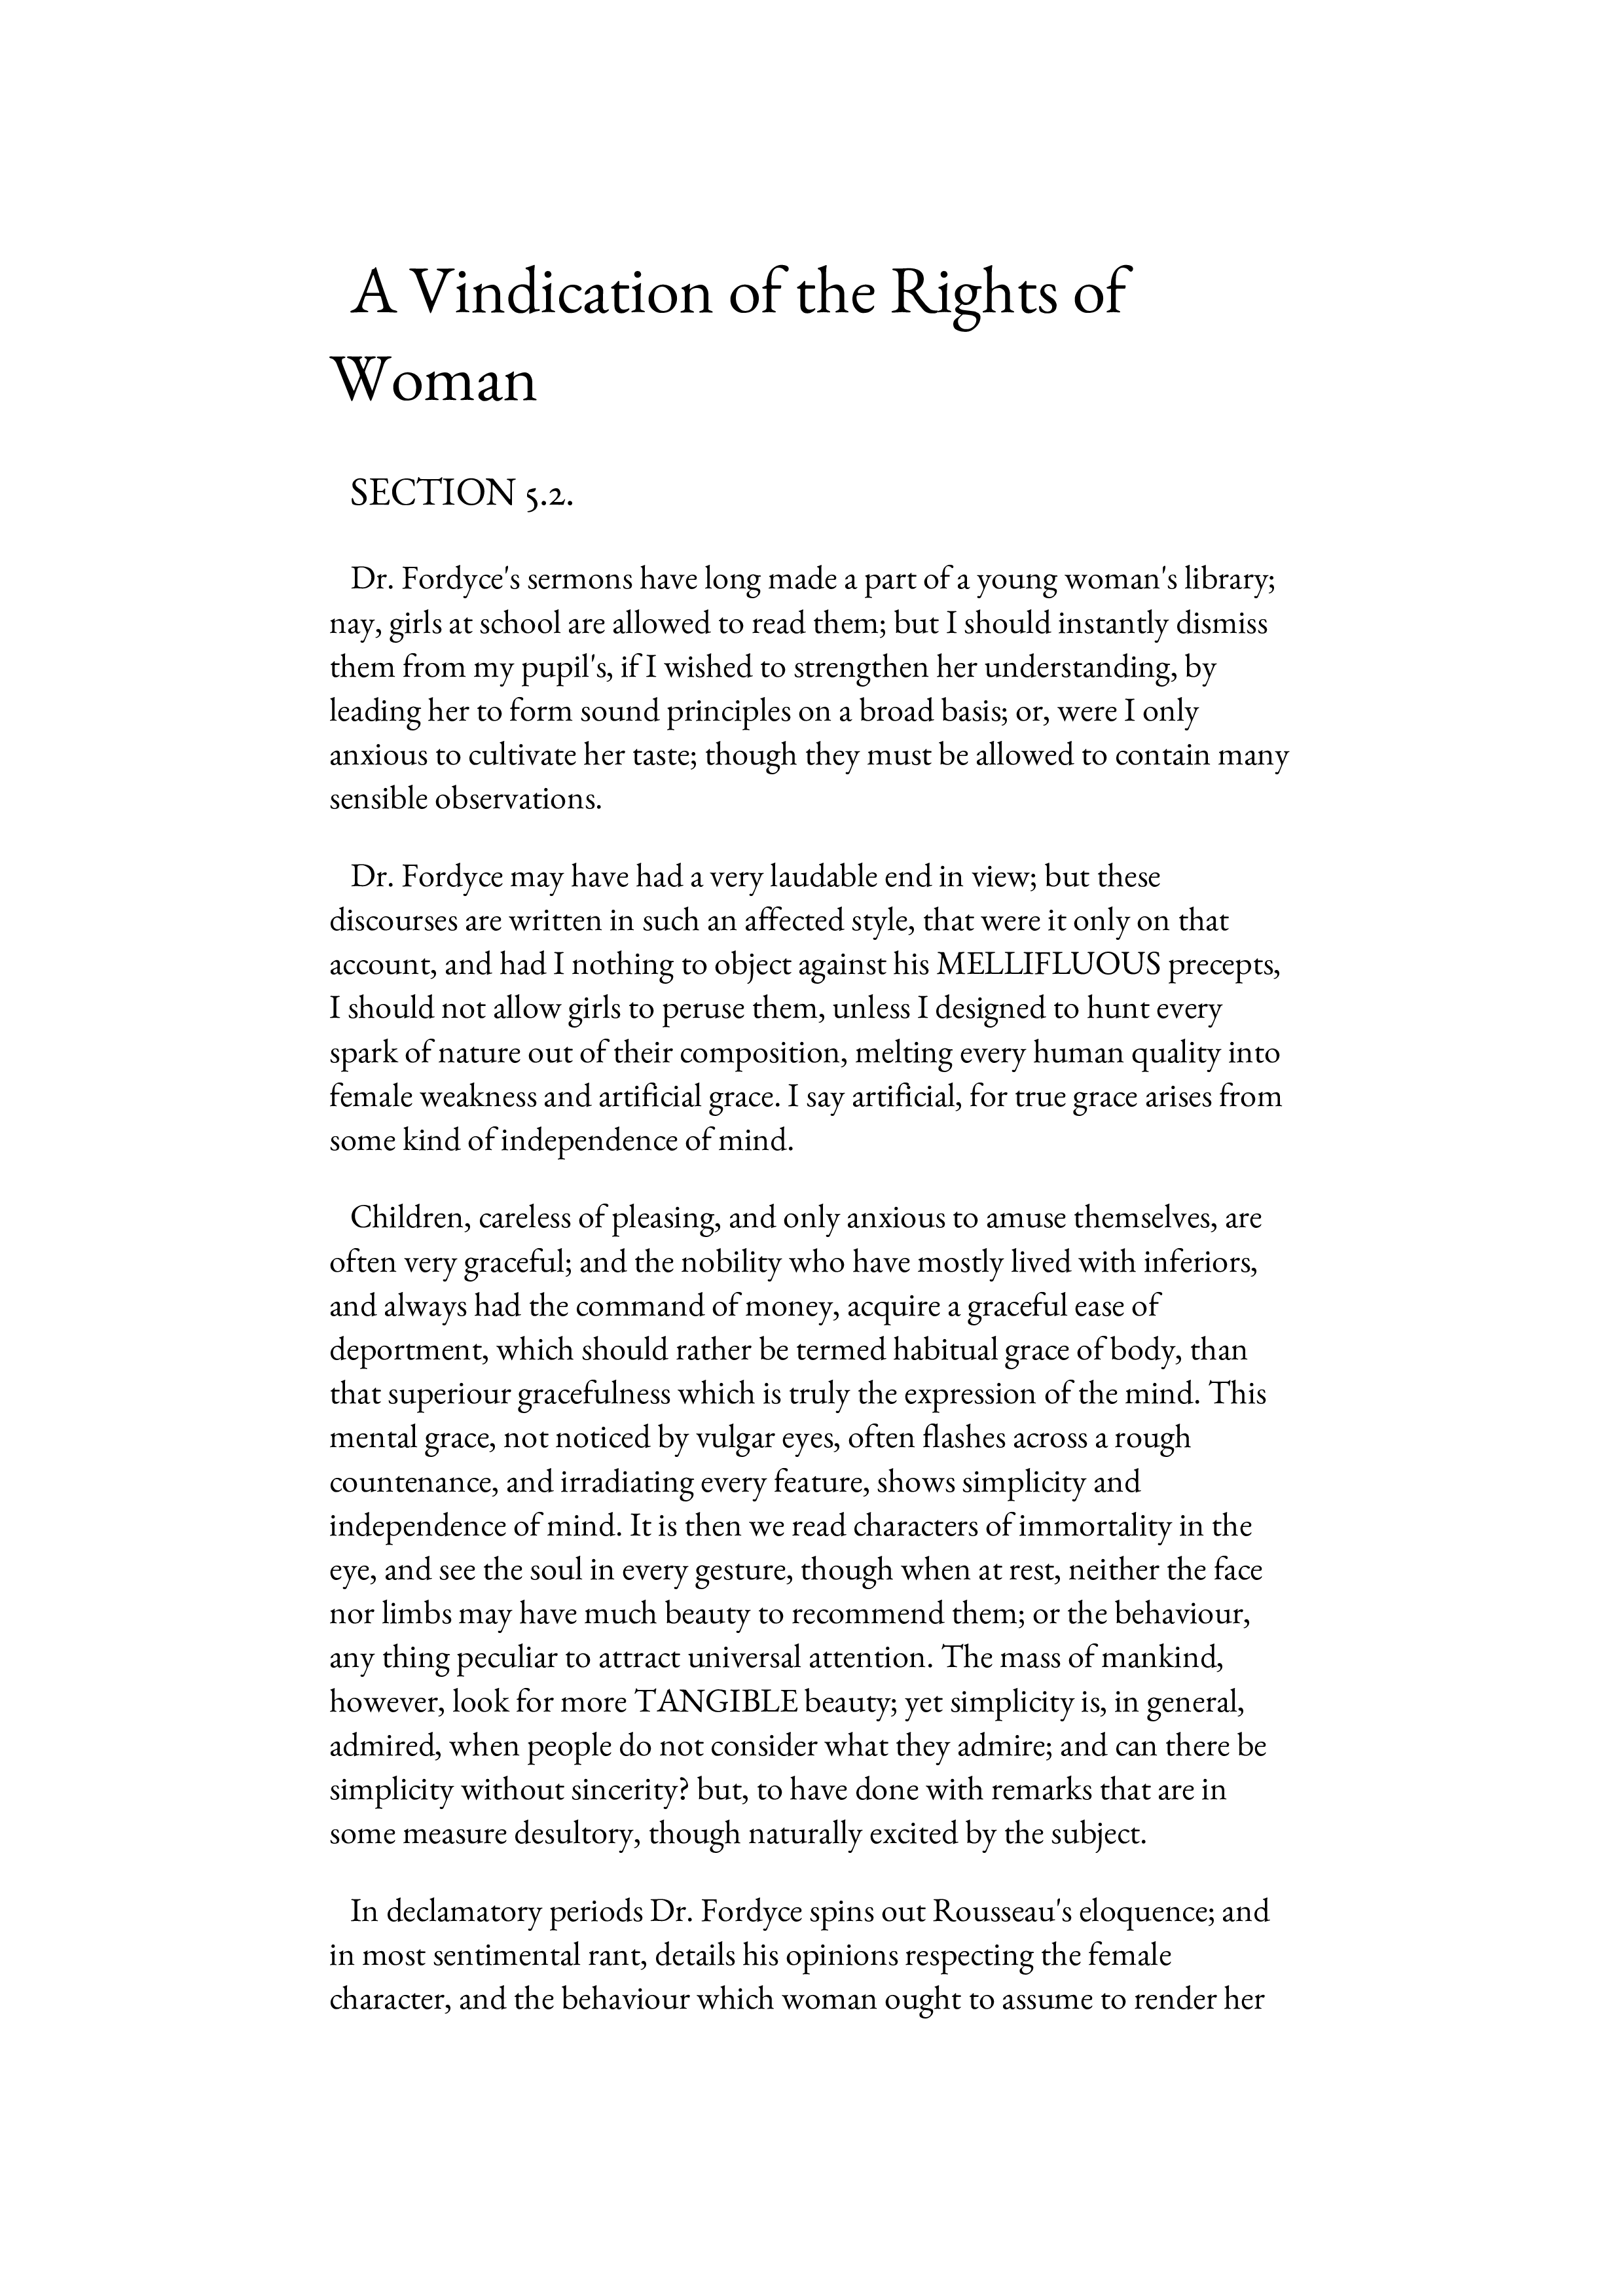 A Vindication of the Rights of
Woman
SECTION 5.2.
Dr. Fordyce's sermons have long made a part of a young woman's library;
nay, girls at school are allowed to read them; but I should instantly dismiss
them from my pupil's, if I wished to strengthen her understanding, by
leading her to form sound principles on a broad basis; or, were I only
anxious to cultivate her taste; though they must be allowed to contain many
sensible observations.
Dr. Fordyce may have had a very laudable end in view; but these
discourses are written in such an affected style, that were it only on that
account, and had I nothing to object against his MELLIFLUOUS precepts,
I should not allow girls to peruse them, unless I designed to hunt every
spark of nature out of their composition, melting every human quality into
female weakness and artificial grace. I say artificial, for true grace arises from
some kind of independence of mind.
Children, careless of pleasing, and only anxious to amuse themselves, are
often very graceful; and the nobility who have mostly lived with inferiors,
and always had the command of money, acquire a graceful ease of
deportment, which should rather be termed habitual grace of body, than
that superiour gracefulness which is truly the expression of the mind. This
mental grace, not noticed by vulgar eyes, often flashes across a rough
countenance, and irradiating every feature, shows simplicity and
independence of mind. It is then we read characters of immortality in the
eye, and see the soul in every gesture, though when at rest, neither the face
nor limbs may have much beauty to recommend them; or the behaviour,
any thing peculiar to attract universal attention. The mass of mankind,
however, look for more TANGIBLE beauty; yet simplicity is, in general,
admired, when people do not consider what they admire; and can there be
simplicity without sincerity? but, to have done with remarks that are in
some measure desultory, though naturally excited by the subject.
In declamatory periods Dr. Fordyce spins out Rousseau's eloquence; and
in most sentimental rant, details his opinions respecting the female
character, and the behaviour which woman ought to assume to render her